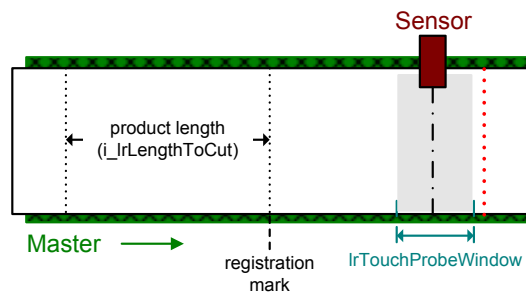 Sensor
product length
(i_lrLengthToCut)
Master
registration
mark
lrTouchProbeWindow